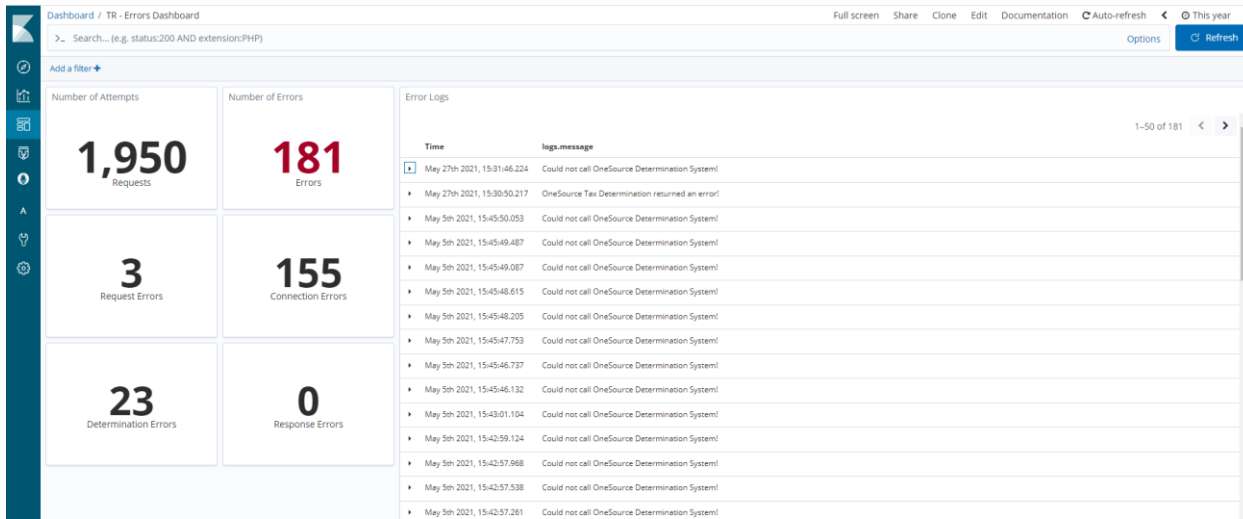 Dashboard / TR - Errors Dashboard
Full screen Share Clone Edit Documentation Auto-refresh This year
>_ Search... (e.g. status:200 AND extension:PHP)
Options
Refresh
Add a filter +
Number of Attempts
1,950
Requests
Number of Errors
181
Errors
3
Request Errors
155
Connection Errors
23
Determination Errors
0
Response Errors
A
Error Logs
1–50 of 181
Time logs.message
May 27th 2021, 15:31:46.224 Could not call OneSource Determination System!
May 27th 2021, 15:30:50.217 OneSource Tax Determination returned an error!
May 5th 2021, 15:45:50.053 Could not call OneSource Determination System!
May 5th 2021, 15:45:49.487 Could not call OneSource Determination System!
May 5th 2021, 15:45:49.087 Could not call OneSource Determination System!
May 5th 2021, 15:45:48.615 Could not call OneSource Determination System!
May 5th 2021, 15:45:48.205 Could not call OneSource Determination System!
May 5th 2021, 15:45:47.753 Could not call OneSource Determination System!
May 5th 2021, 15:45:46.737 Could not call OneSource Determination System!
May 5th 2021, 15:45:46.132 Could not call OneSource Determination System!
May 5th 2021, 15:43:01.104 Could not call OneSource Determination System!
May 5th 2021, 15:42:59.124 Could not call OneSource Determination System!
May 5th 2021, 15:42:57.968 Could not call OneSource Determination System!
May 5th 2021, 15:42:57.538 Could not call OneSource Determination System!
May 5th 2021, 15:42:57.261 Could not call OneSource Determination System!